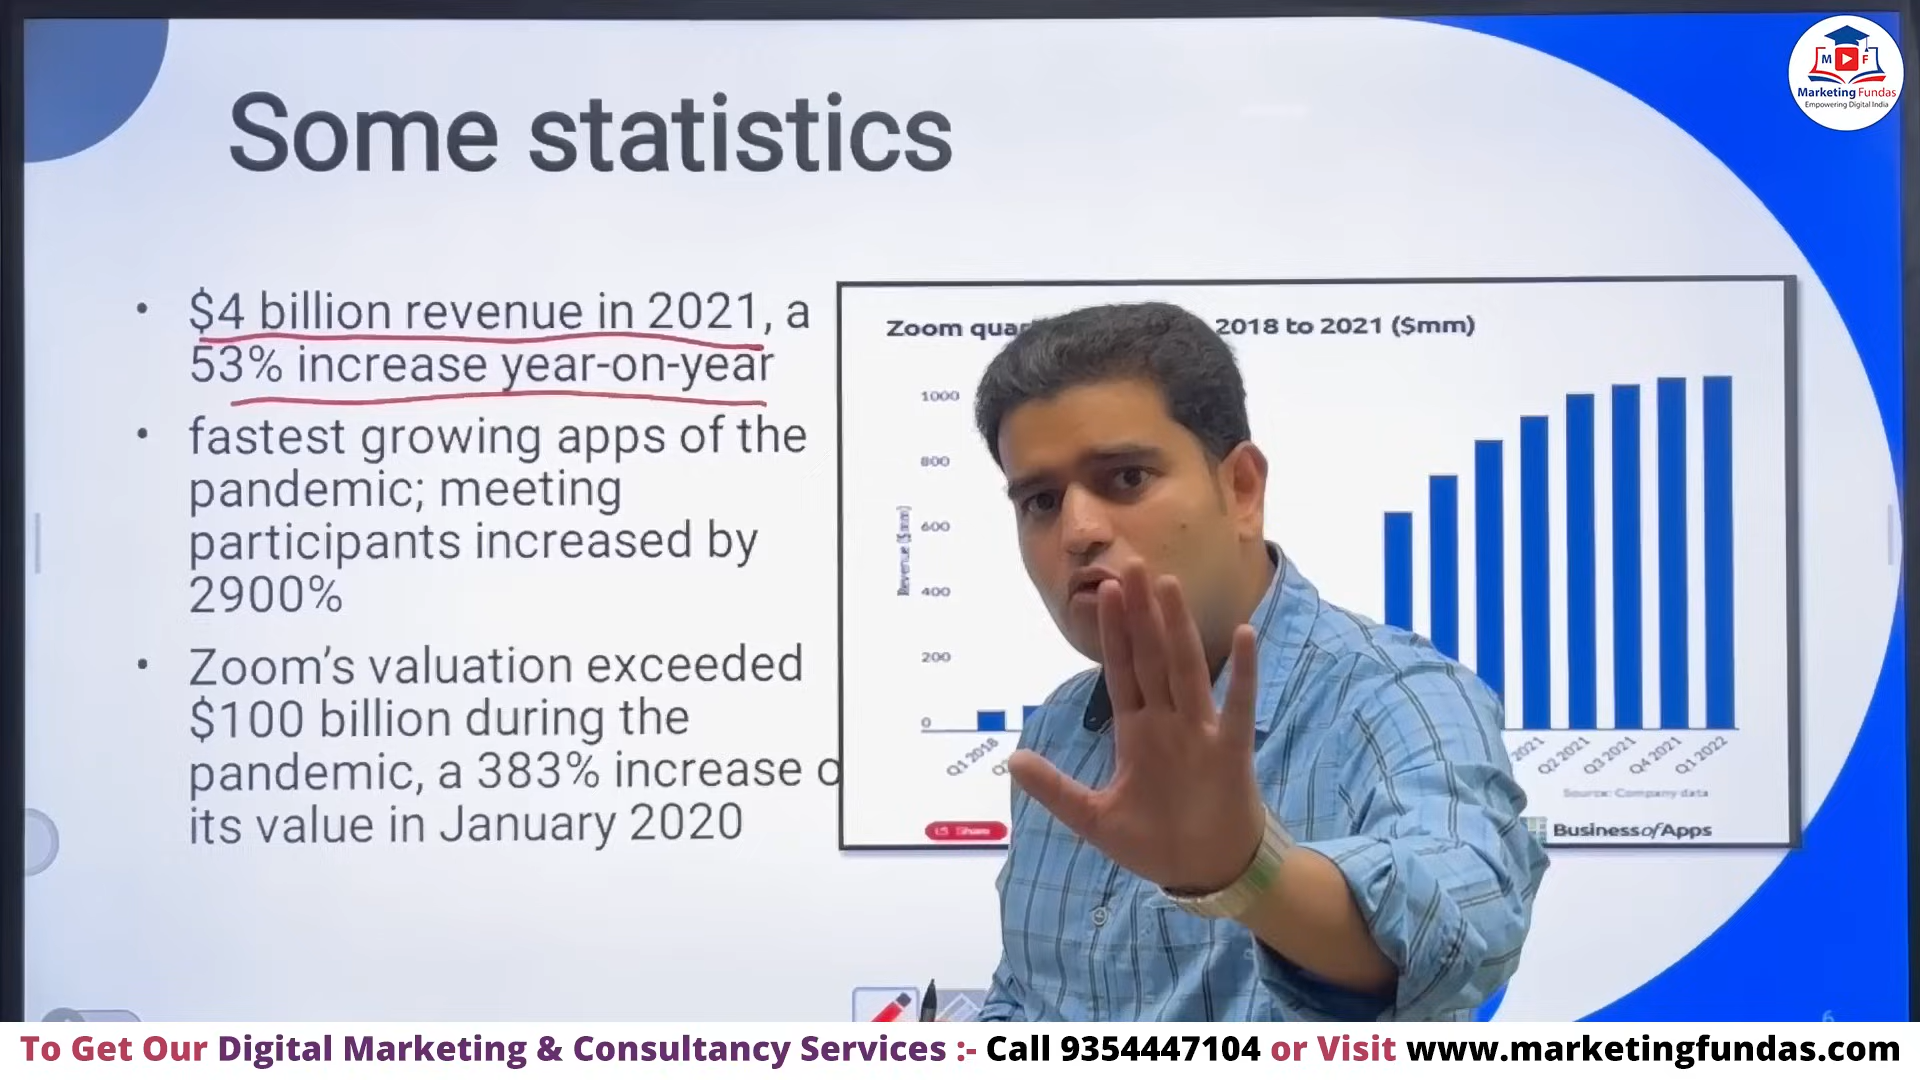 Some statistics
M F
Marketing Fundas
Empowering Digital India
• $4 billion revenue in 2021, a
53% increase year-on-year
• fastest growing apps of the
pandemic; meeting
participants increased by
2900%
• Zoom's valuation exceeded
$100 billion during the
pandemic, a 383% increase
its value in January 2020
Zoom 2018 to 2021 ($mm)
1000
800
600
400
200
0
Revenue ($mm)
Q1 2018
2021
Q2 2021
Q3 2021
Q4 2021
Q1 2022
Source: Company data
Share
BusinessofApps
6
To Get Our Digital Marketing & Consultancy Services :- Call 9354447104 or Visit www.marketingfundas.com